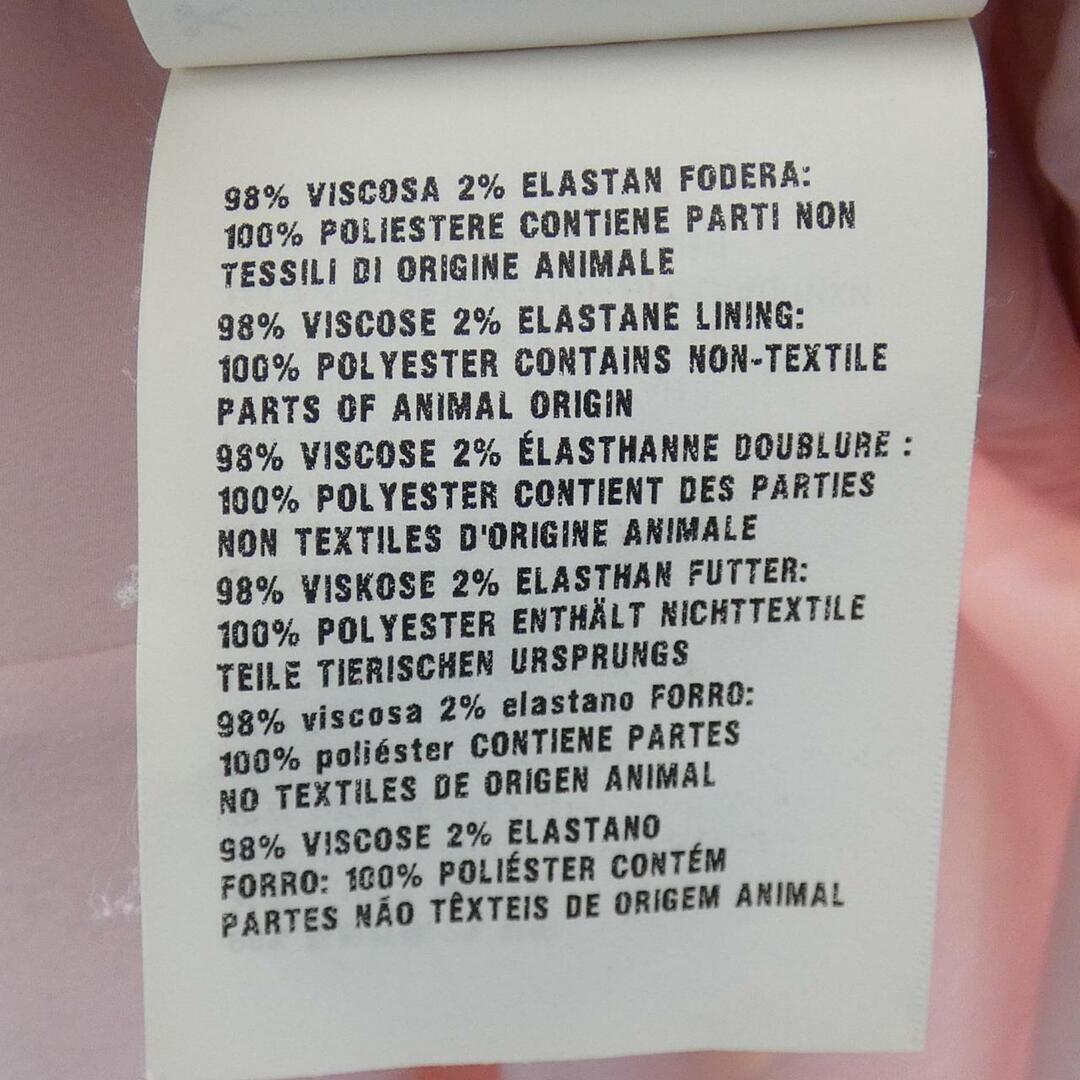 98% VISCOSA 2% ELASTAN FODERA:
100% POLIESTERE CONTIENE PARTI NON
TESSILI DI ORIGINE ANIMALE
98% VISCOSE 2% ELASTANE LINING:
100% POLYESTER CONTAINS NON-TEXTILE
PARTS OF ANIMAL ORIGIN
98% VISCOSE 2% ÉLASTHANNE DOUBLURE :
100% POLYESTER CONTIENT DES PARTIES
NON TEXTILES D'ORIGINE ANIMALE
98% VISKOSE 2% ELASTHAN FUTTER:
100% POLYESTER ENTHÄLT NICHTTEXTILE
TEILE TIERISCHEN URSPRUNGS
98% viscosa 2% elastano FORRO:
100% poliéster CONTIENE PARTES
NO TEXTILES DE ORIGEN ANIMAL
98% VISCOSE 2% ELASTANO
FORRO: 100% POLIÉSTER CONTÉM
PARTES NÃO TÊXTEIS DE ORIGEM ANIMAL